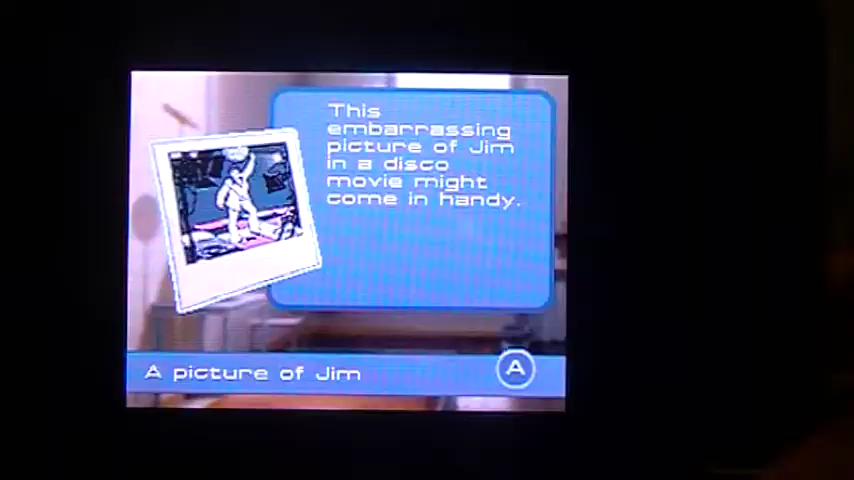 This
embarrassing
picture of Jim
in a disco
movie might
come in handy.
A picture of Jim
A